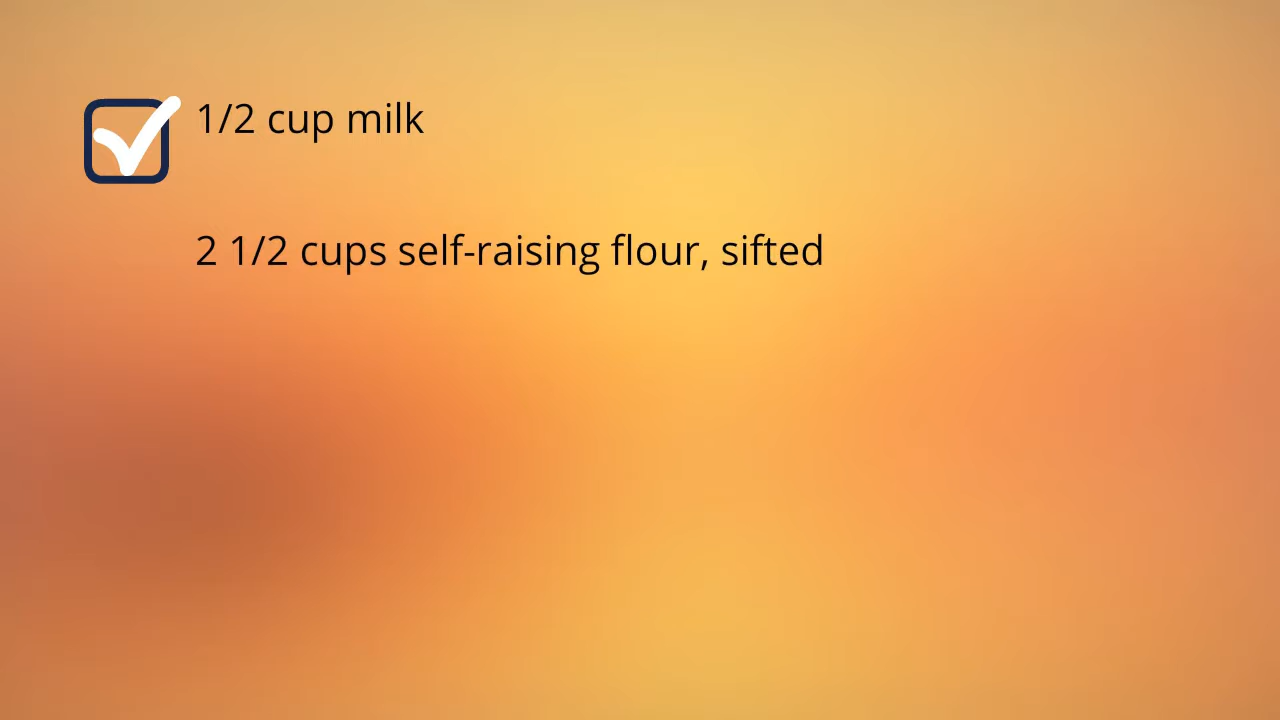 1/2 cup milk
2 1/2 cups self-raising flour, sifted